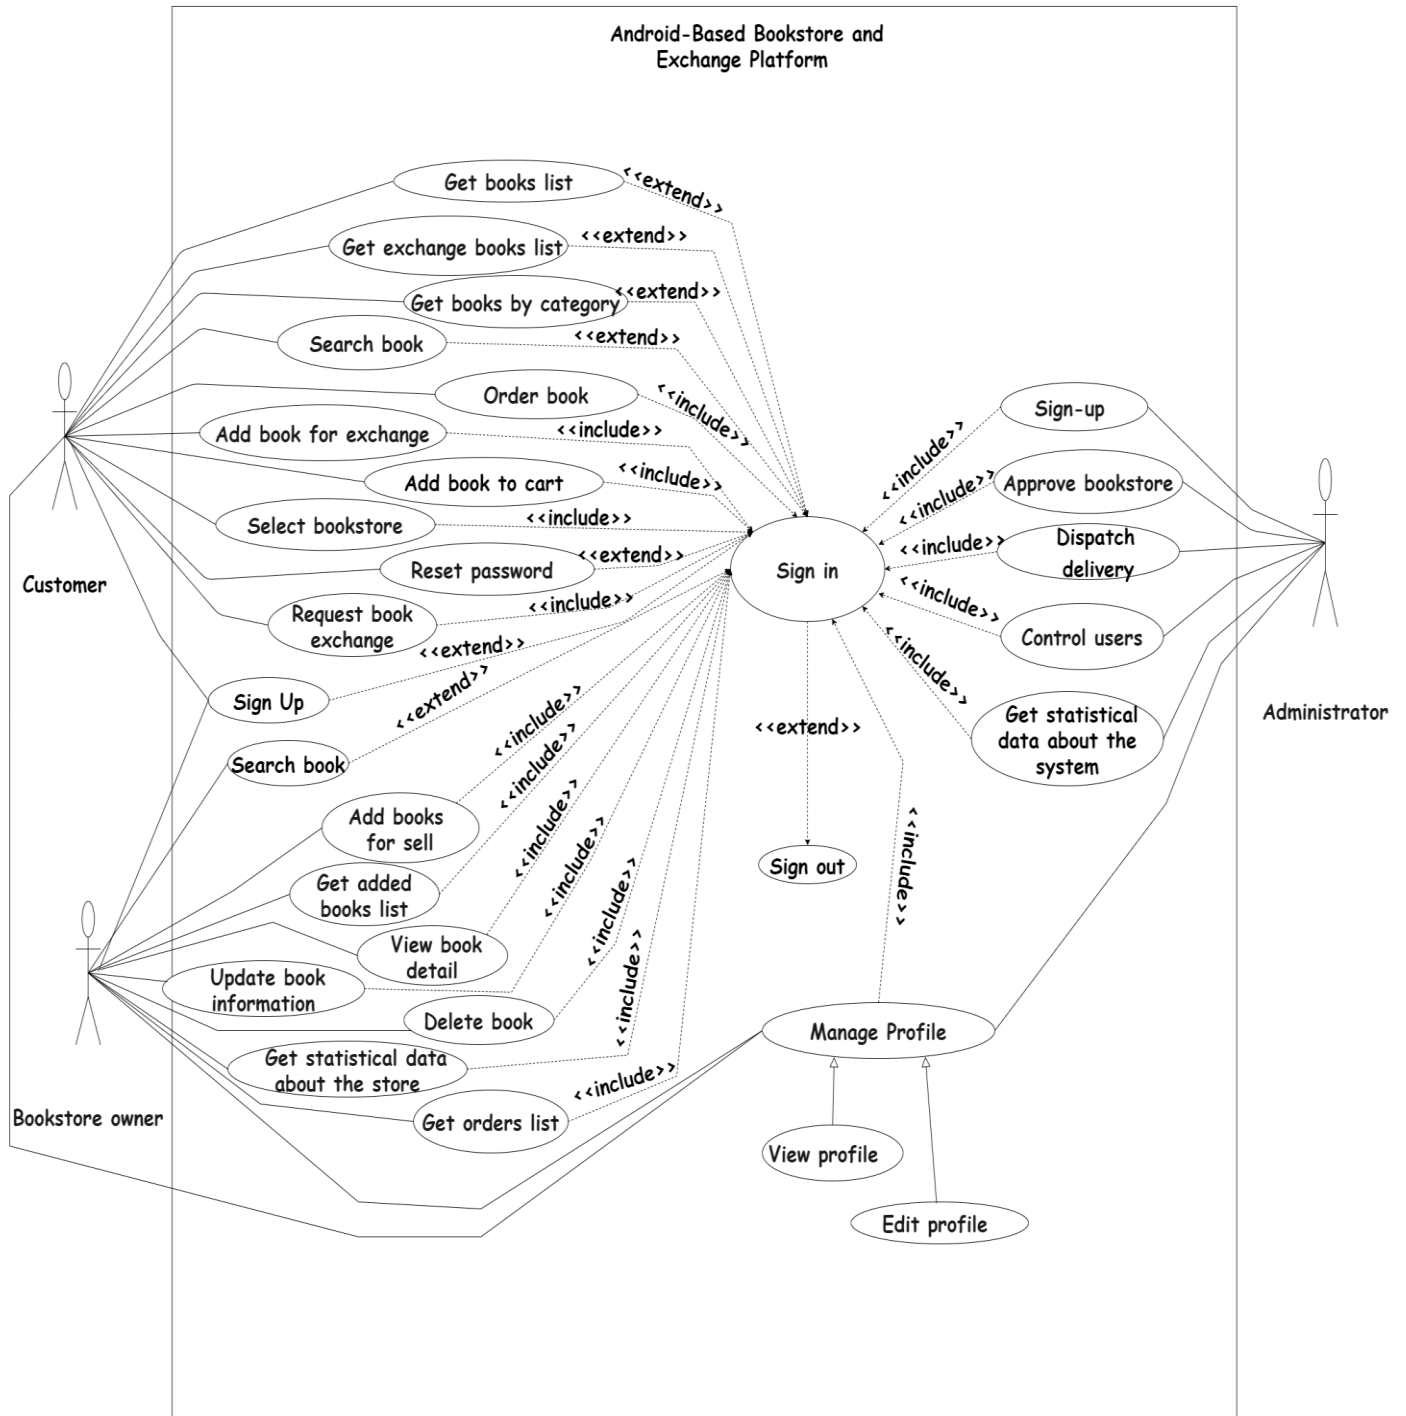 Android-Based Bookstore and
Exchange Platform
Get books list
<<extend>>
Get exchange books list
<<extend>>
Get books by category
<<extend>>
Search book
<<extend>>
Order book
<<include>>
Add book for exchange
<<include>>
Add book to cart
<<include>>
Select bookstore
<<include>>
Reset password
<<extend>>
Request book
exchange
<<include>>
Sign Up
<<extend>>
Search book
<<extend>>
Customer
Sign in
Sign-up
<<include>>
Approve bookstore
<<include>>
Dispatch
delivery
<<include>>
Control users
<<include>>
Get statistical
data about the
system
<<include>>
Administrator
<<extend>>
Sign out
Add books
for sell
<<include>>
Get added
books list
<<include>>
View book
detail
<<include>>
Update book
information
<<include>>
Delete book
<<include>>
Get statistical data
about the store
<<include>>
Get orders list
<<include>>
Bookstore owner
<<include>>
Manage Profile
View profile
Edit profile